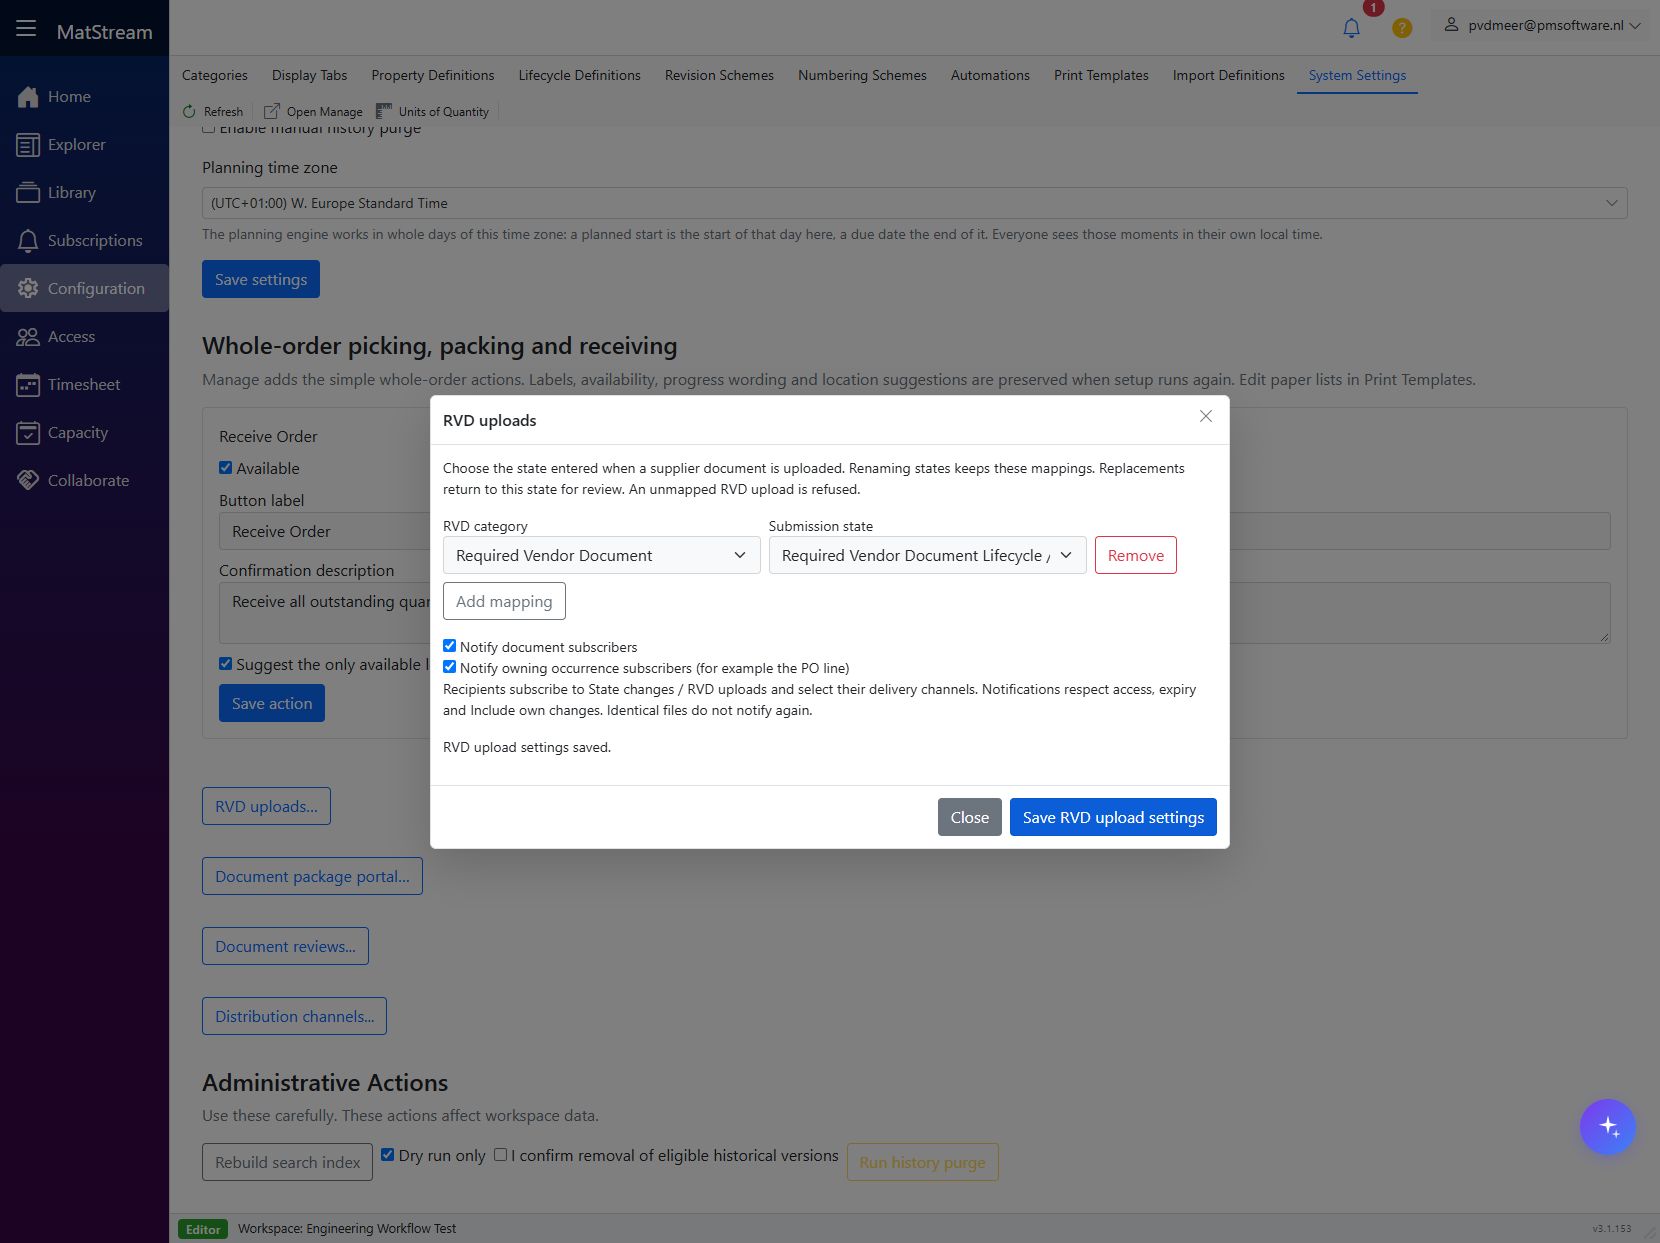 MatStream
1
?
pvdmeer@pmsoftware.nl
Categories Display Tabs Property Definitions Lifecycle Definitions Revision Schemes Numbering Schemes Automations Print Templates Import Definitions System Settings
Refresh Open Manage Units of Quantity
Home
Explorer
Library
Subscriptions
Configuration
Access
Timesheet
Capacity
Collaborate
Enable manual history purge
Planning time zone
(UTC+01:00) W. Europe Standard Time
The planning engine works in whole days of this time zone: a planned start is the start of that day here, a due date the end of it. Everyone sees those moments in their own local time.
Save settings
Whole-order picking, packing and receiving
Manage adds the simple whole-order actions. Labels, availability, progress wording and location suggestions are preserved when setup runs again. Edit paper lists in Print Templates.
Receive Order
Available
Button label
Receive Order
Confirmation description
Receive all outstanding quan
Suggest the only available l
Save action
RVD uploads
Choose the state entered when a supplier document is uploaded. Renaming states keeps these mappings. Replacements
return to this state for review. An unmapped RVD upload is refused.
RVD category Submission state
Required Vendor Document Required Vendor Document Lifecycle / Remove
Add mapping
Notify document subscribers
Notify owning occurrence subscribers (for example the PO line)
Recipients subscribe to State changes / RVD uploads and select their delivery channels. Notifications respect access, expiry
and Include own changes. Identical files do not notify again.
RVD upload settings saved.
Close Save RVD upload settings
RVD uploads...
Document package portal...
Document reviews...
Distribution channels...
Administrative Actions
Use these carefully. These actions affect workspace data.
Rebuild search index Dry run only I confirm removal of eligible historical versions Run history purge
Editor Workspace: Engineering Workflow Test v3.1.153